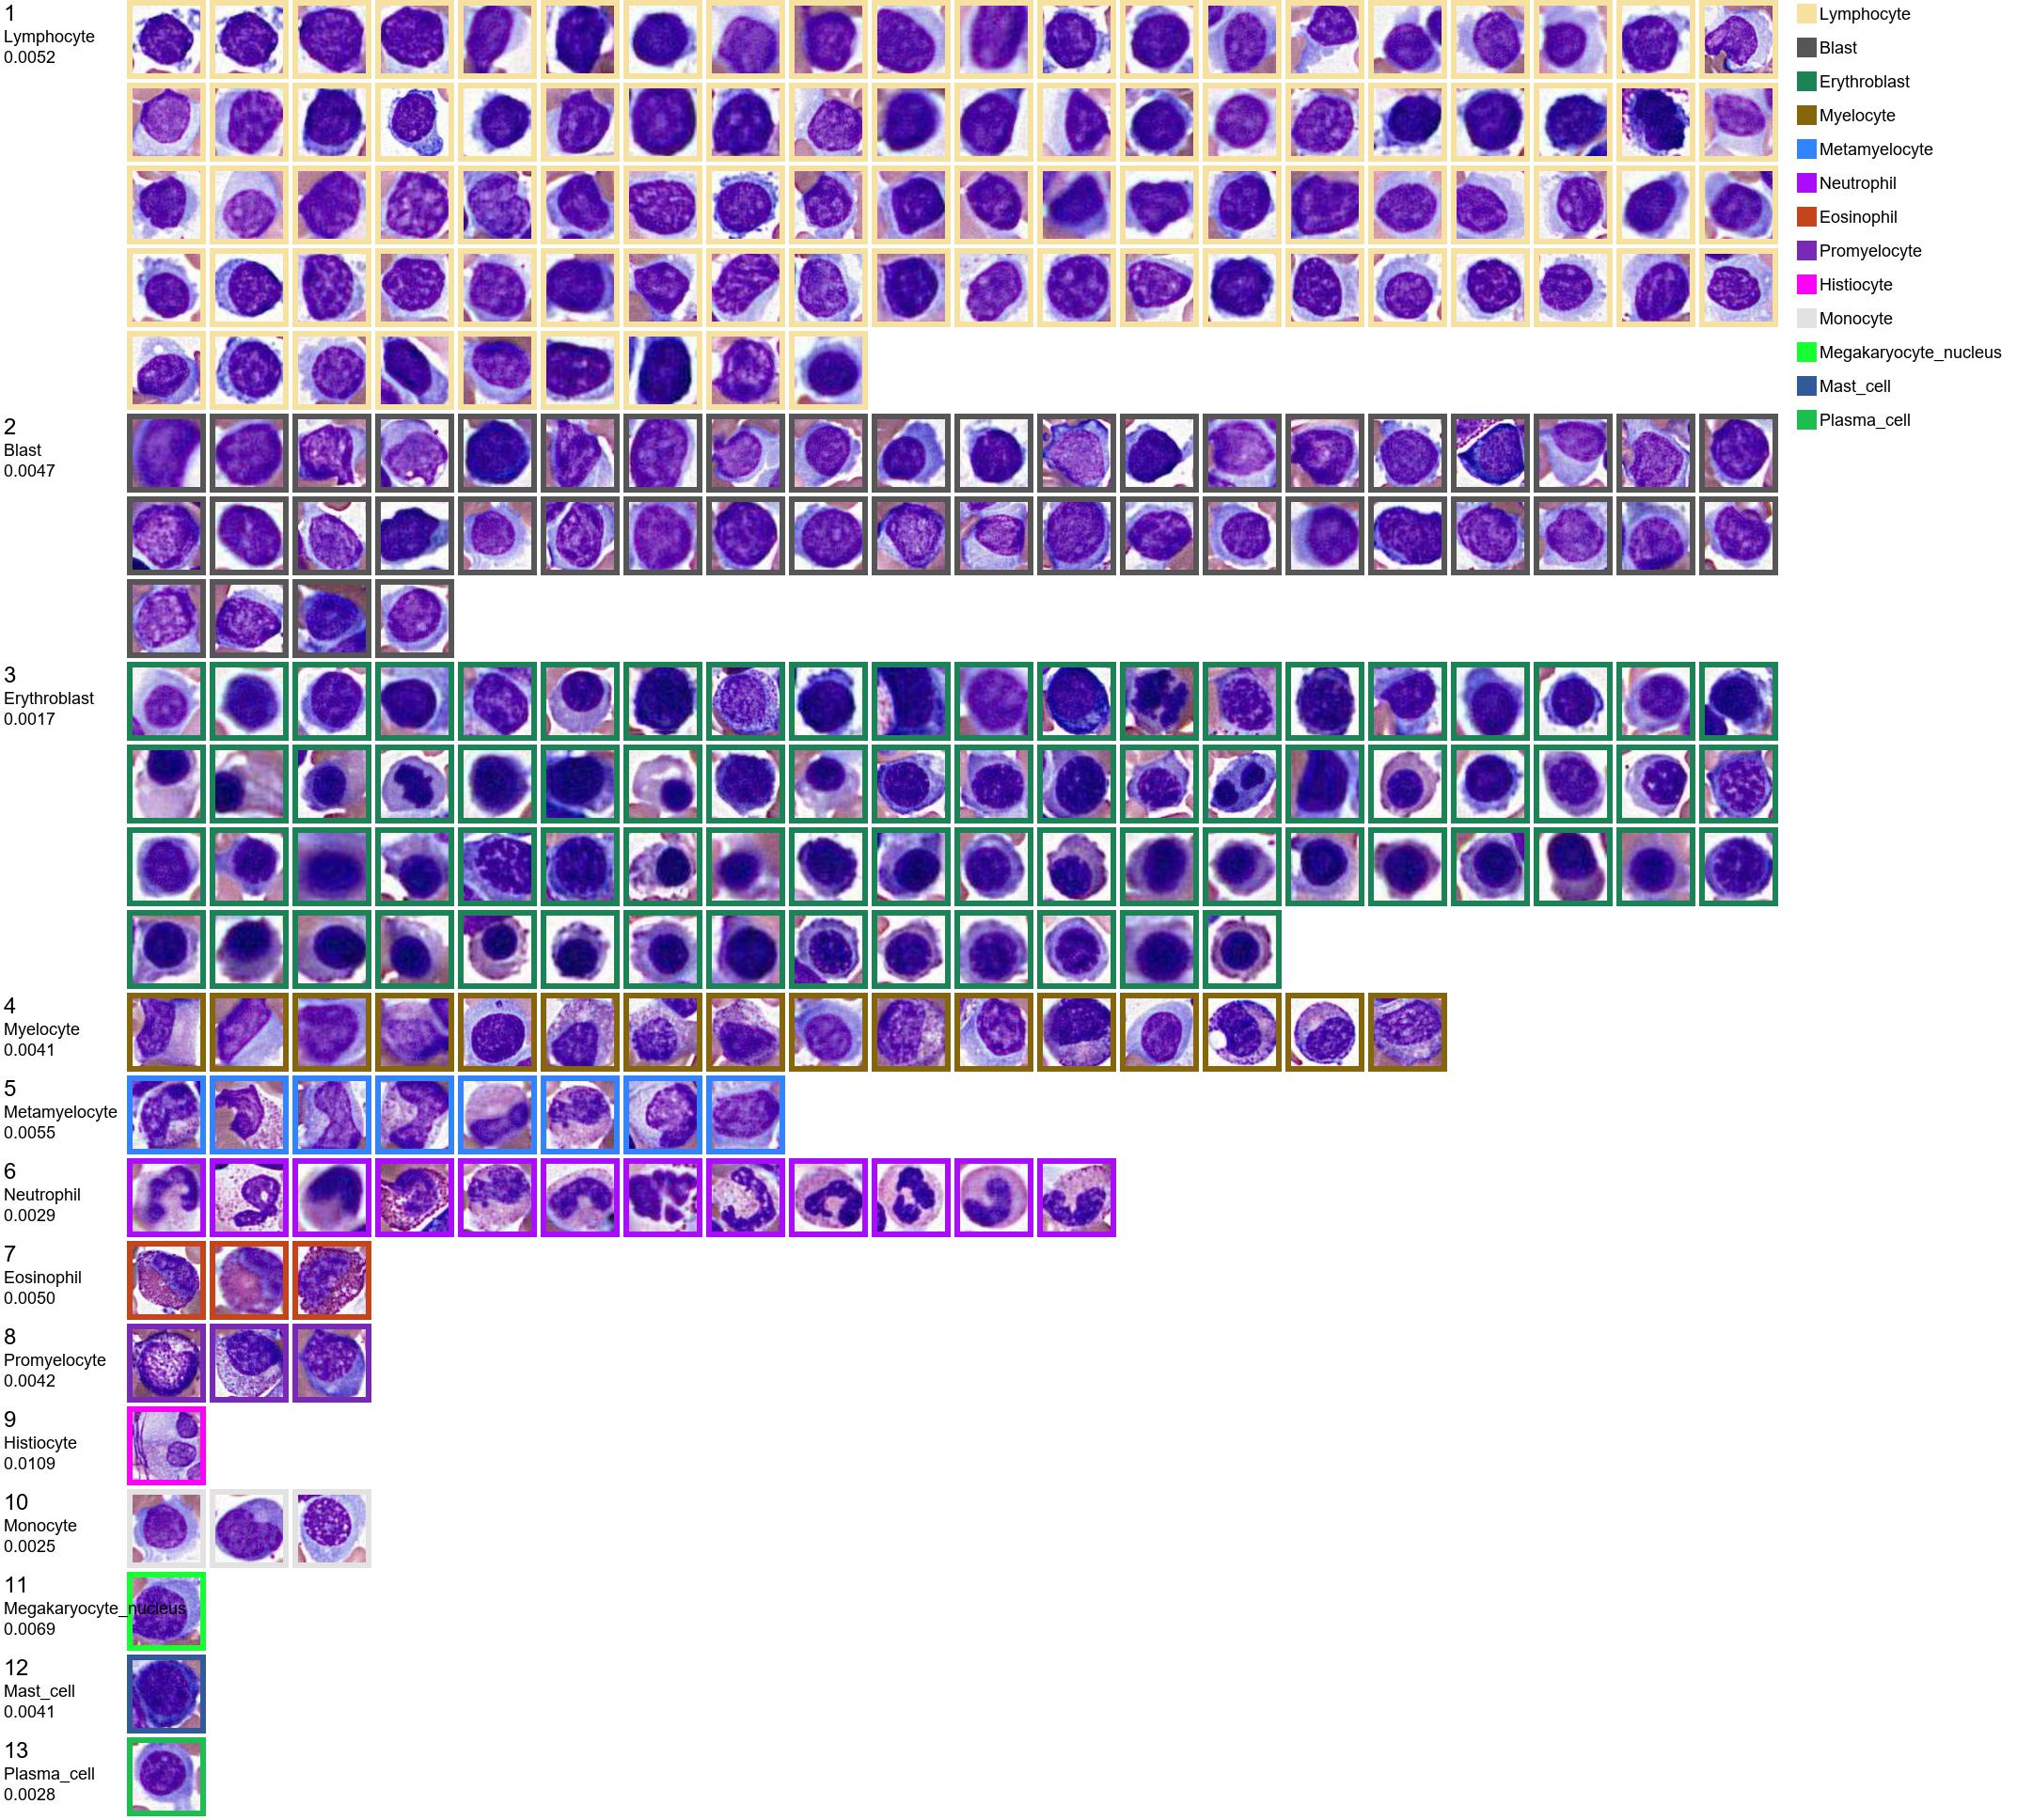 1
Lymphocyte
0.0052
2
Blast
0.0047
3
Erythroblast
0.0017
4
Myelocyte
0.0041
5
Metamyelocyte
0.0055
6
Neutrophil
0.0029
7
Eosinophil
0.0050
8
Promyelocyte
0.0042
9
Histiocyte
0.0109
10
Monocyte
0.0025
11
Megakaryocyte_nucleus
0.0069
12
Mast_cell
0.0041
13
Plasma_cell
0.0028
Lymphocyte
Blast
Erythroblast
Myelocyte
Metamyelocyte
Neutrophil
Eosinophil
Promyelocyte
Histiocyte
Monocyte
Megakaryocyte_nucleus
Mast_cell
Plasma_cell